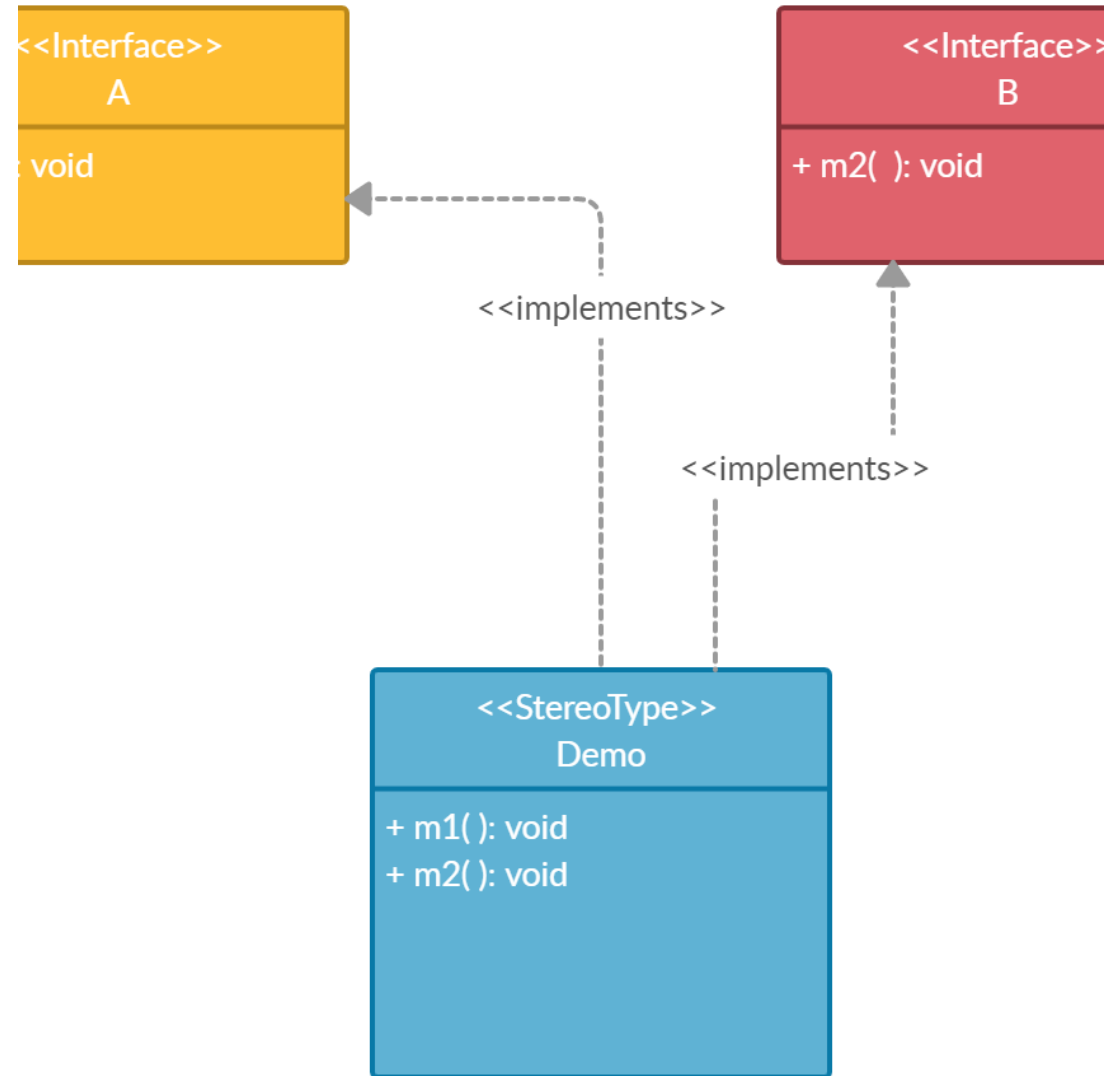 <<Interface>>
A
: void
<<Interface>>
B
+ m2( ): void
<<implements>>
<<implements>>
<<StereoType>>
Demo
+ m1( ): void
+ m2( ): void